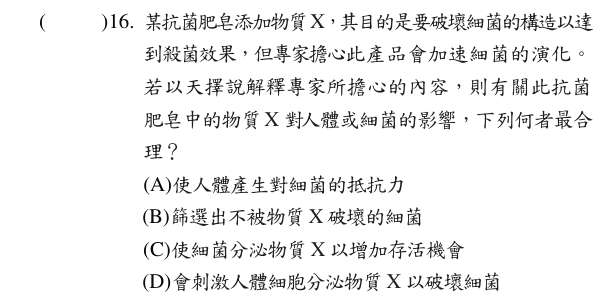 (　　)16. 某抗菌肥皂添加物質X，其目的是要破壞細菌的構造以達
到殺菌效果，但專家擔心此產品會加速細菌的演化。
若以天擇說解釋專家所擔心的內容，則有關此抗菌
肥皂中的物質 X 對人體或細菌的影響，下列何者最合
理？
(A)使人體產生對細菌的抵抗力
(B)篩選出不被物質 X 破壞的細菌
(C)使細菌分泌物質 X 以增加存活機會
(D)會刺激人體細胞分泌物質 X 以破壞細菌